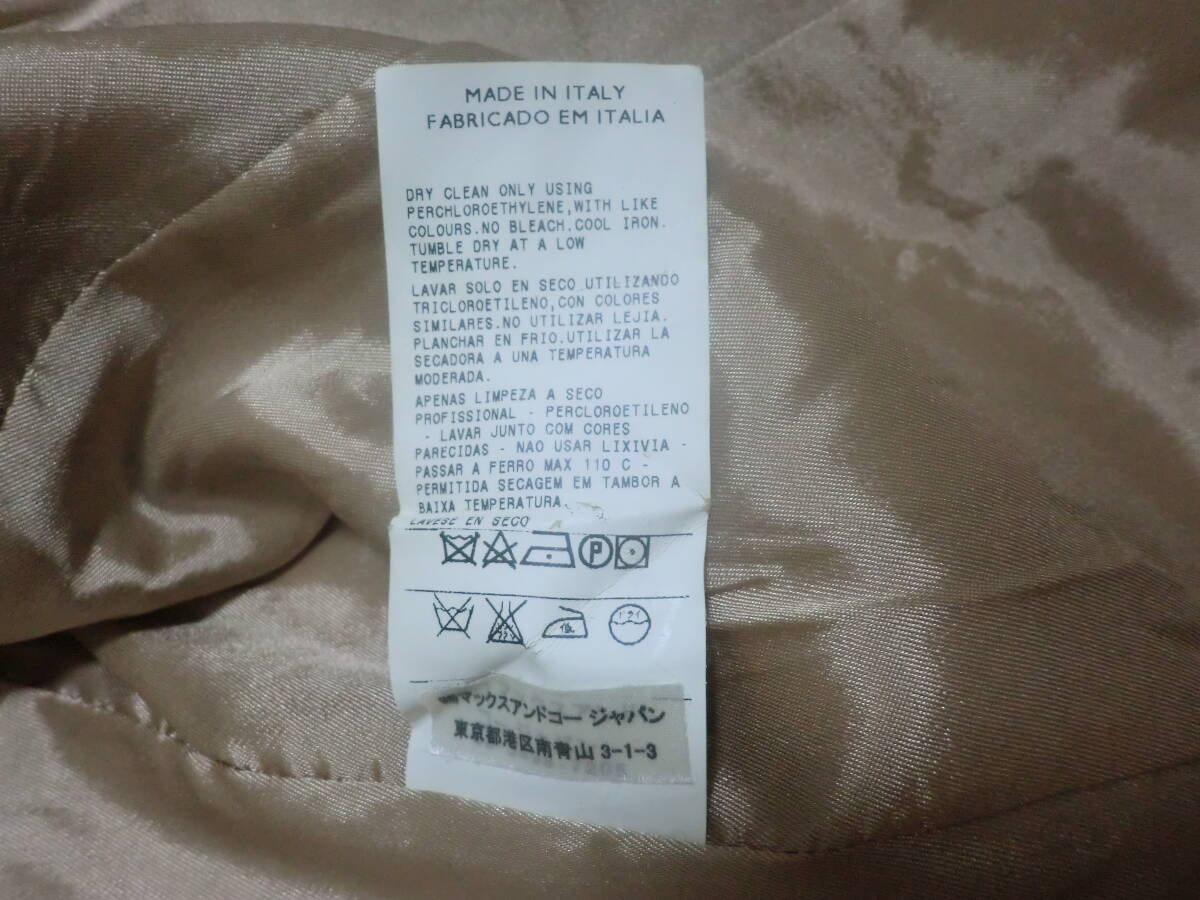 MADE IN ITALY
FABRICADO EM ITALIA
DRY CLEAN ONLY USING
PERCHLOROETHYLENE,WITH LIKE
COLOURS.NO BLEACH.COOL IRON.
TUMBLE DRY AT A LOW
TEMPERATURE.
LAVAR SOLO EN SECO UTILIZANDO
TRICLOROETILENO,CON COLORES
SIMILARES.NO UTILIZAR LEJIA.
PLANCHAR EN FRIO.UTILIZAR LA
SECADORA A UNA TEMPERATURA
MODERADA.
APENAS LIMPEZA A SECO
PROFISSIONAL - PERCLOROETILENO
- LAVAR JUNTO COM CORES
PARECIDAS - NAO USAR LIXIVIA -
PASSAR A FERRO MAX 110 C -
PERMITIDA SECAGEM EM TAMBOR A
BAIXA TEMPERATURA.
LAVESE EN SECO
P
低 ドライ
マックスアンドコー ジャパン
東京都港区南青山 3-1-3